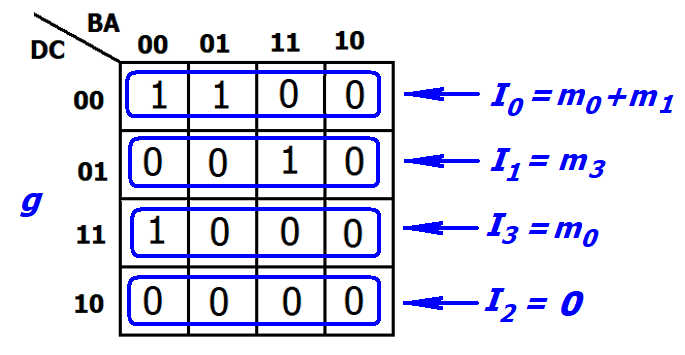 BA
DC
00 01 11 10
00 1 1 0 0 I0 = m0+m1
01 0 0 1 0 I1 = m3
g
11 1 0 0 0 I3 = m0
10 0 0 0 0 I2 = 0